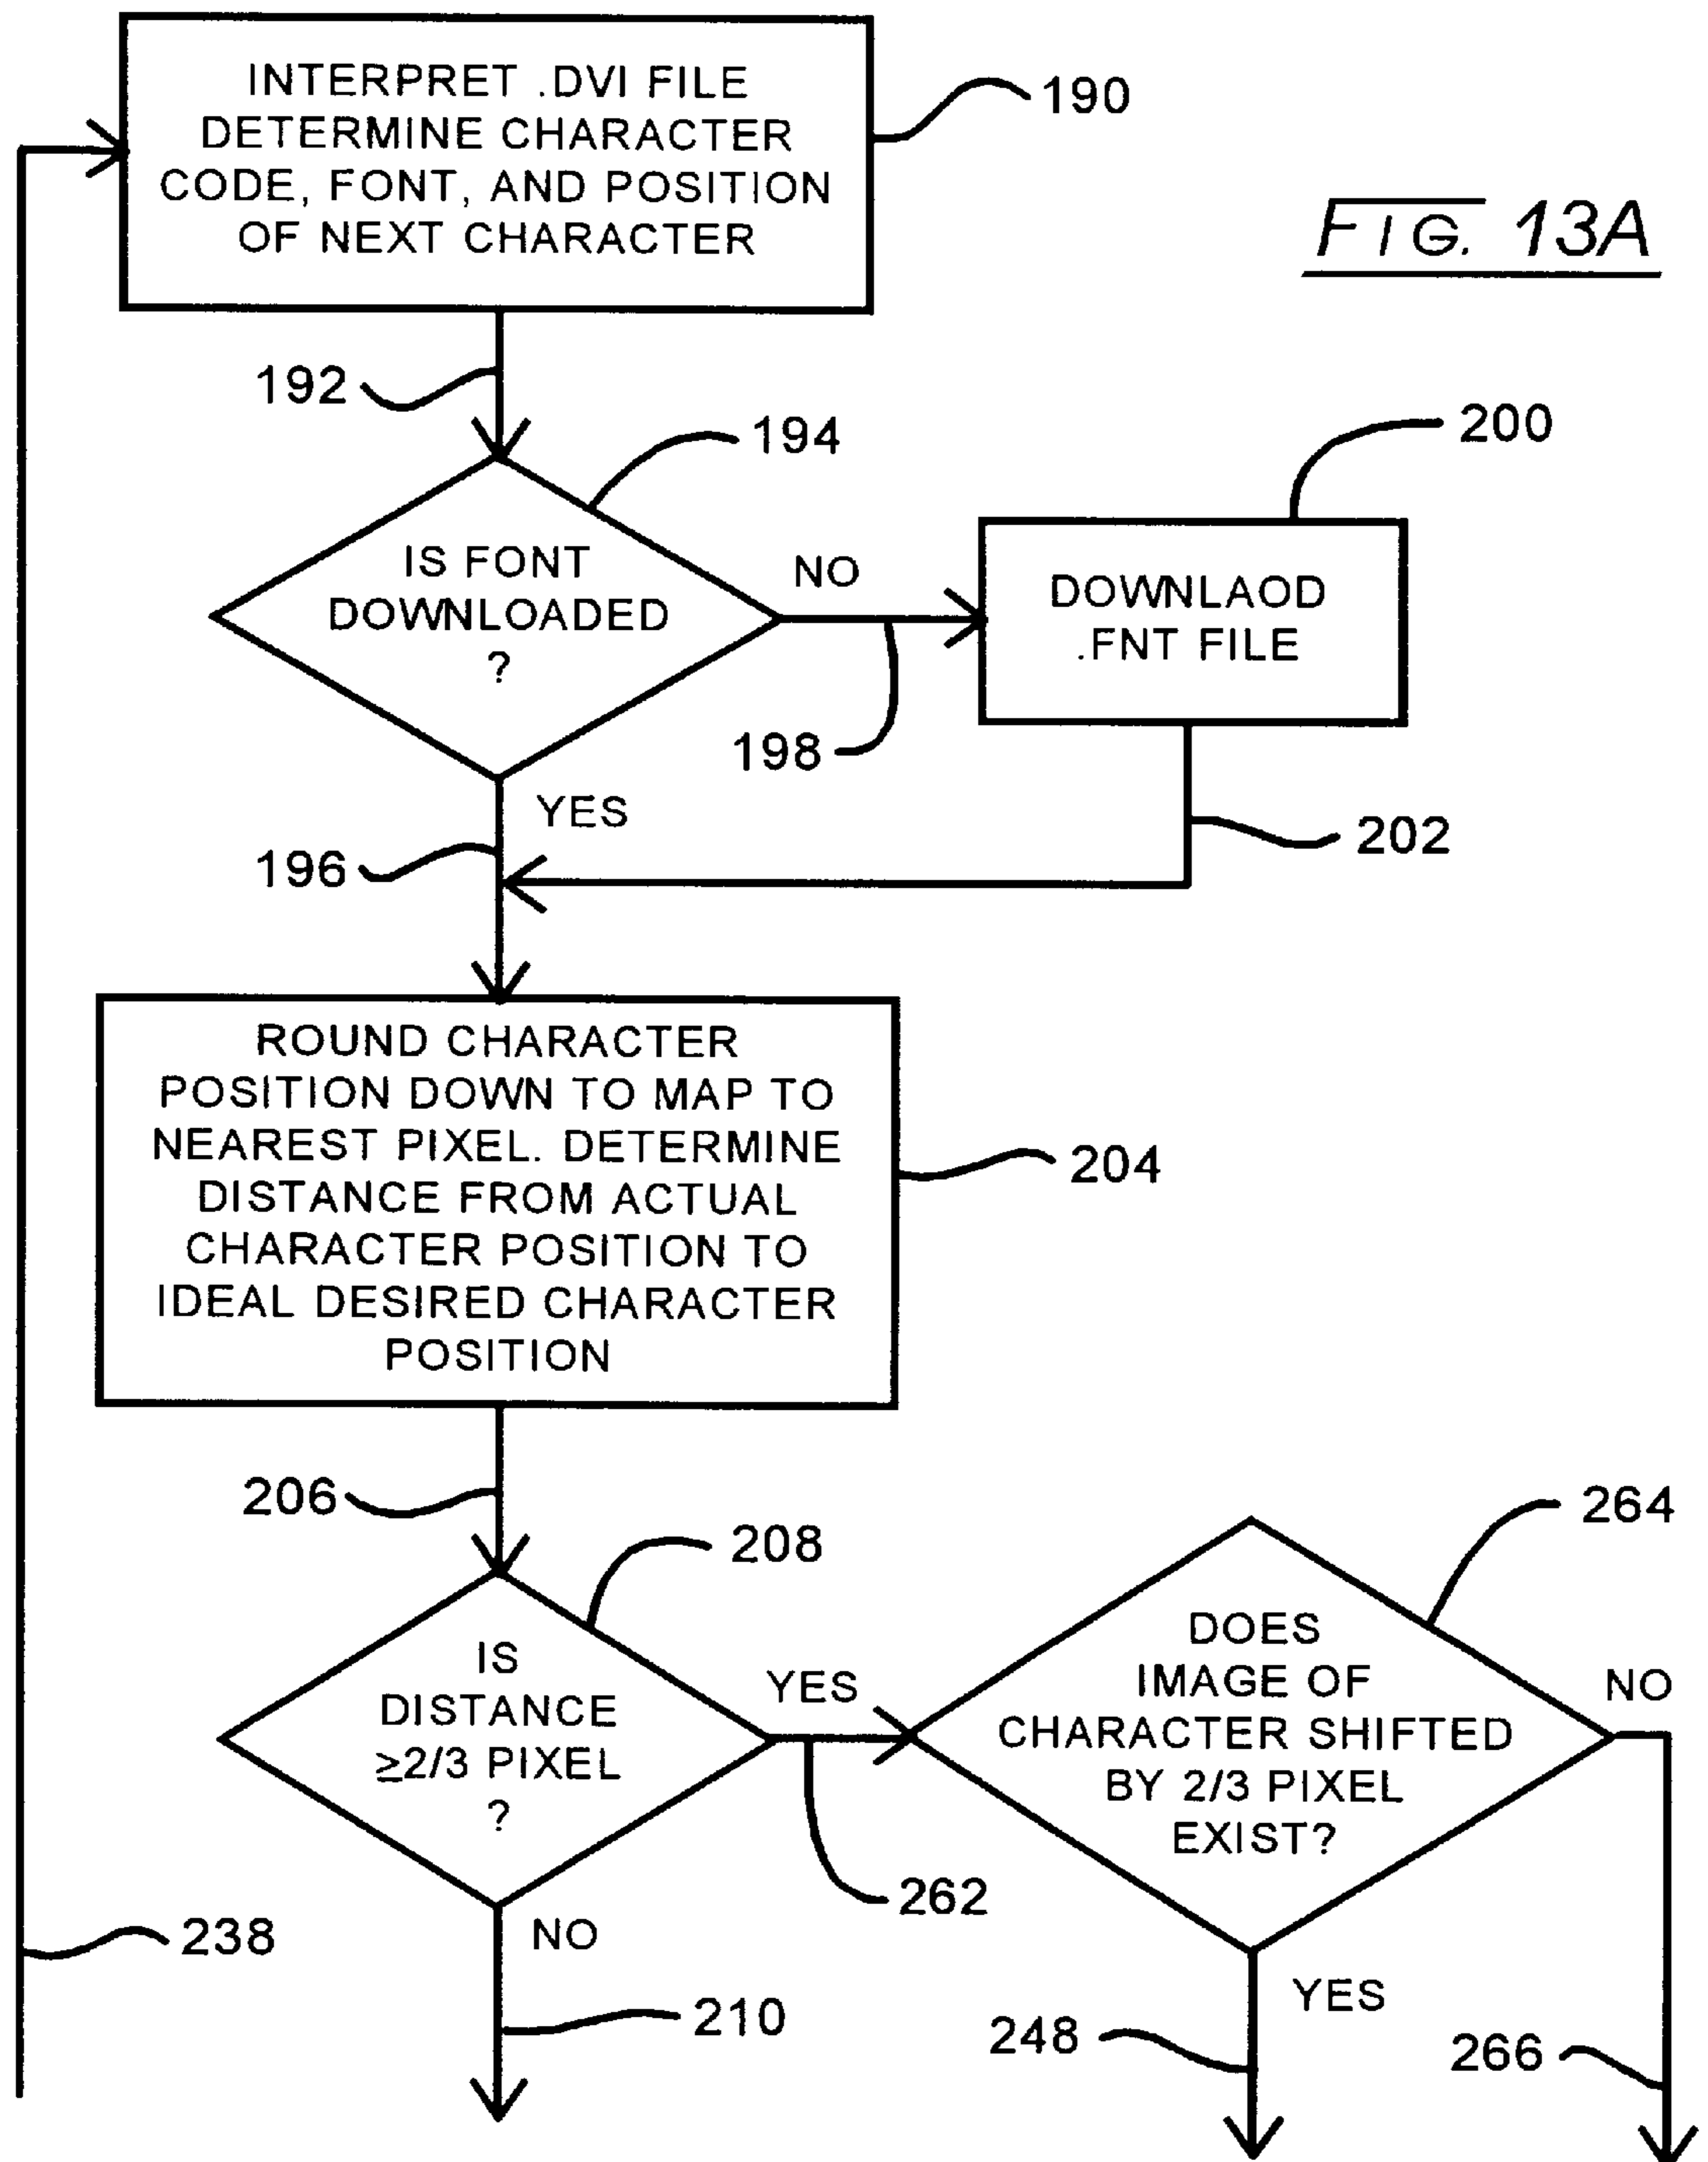 INTERPRET .DVI FILE
DETERMINE CHARACTER
CODE, FONT, AND POSITION
OF NEXT CHARACTER
190
FIG. 13A
192
194
200
IS FONT
DOWNLOADED
?
NO
DOWNLAOD
.FNT FILE
198
YES
196
202
ROUND CHARACTER
POSITION DOWN TO MAP TO
NEAREST PIXEL. DETERMINE
DISTANCE FROM ACTUAL
CHARACTER POSITION TO
IDEAL DESIRED CHARACTER
POSITION
204
206
208
264
IS
DISTANCE
≥2/3 PIXEL
?
YES
DOES
IMAGE OF
CHARACTER SHIFTED
BY 2/3 PIXEL
EXIST?
NO
262
238
NO
210
YES
248
266